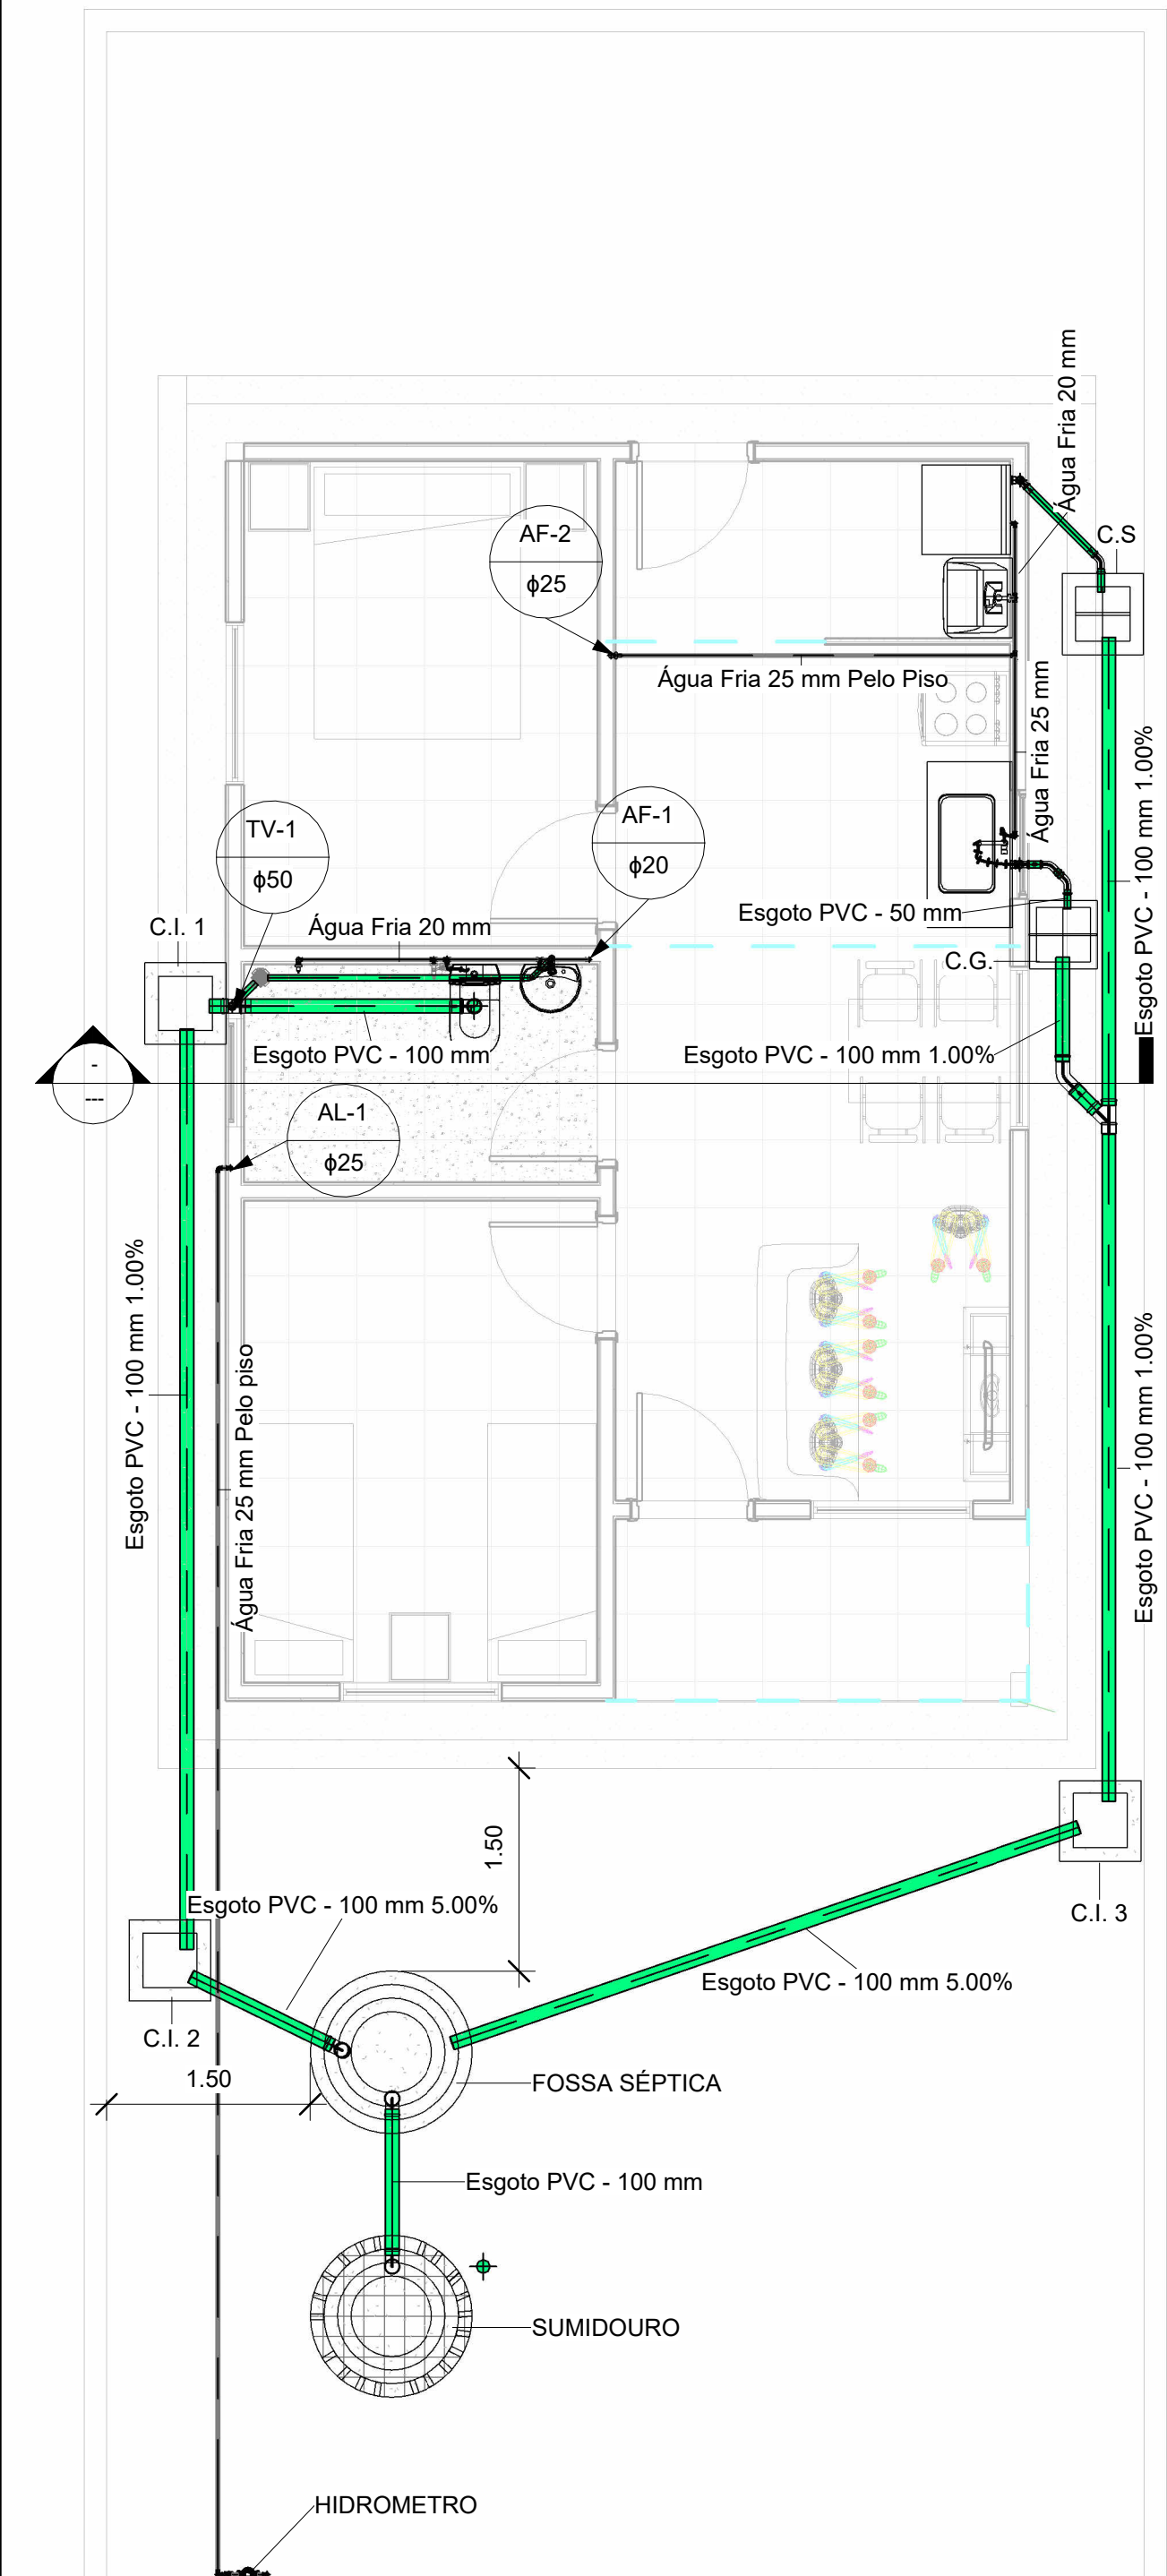 Água Fria 20 mm
AF-2
ϕ25
C.S
Água Fria 25 mm Pelo Piso
Água Fria 25 mm
Esgoto PVC - 100 mm 1.00%
TV-1
ϕ50
AF-1
ϕ20
C.I. 1
Água Fria 20 mm
Esgoto PVC - 50 mm
C.G.
Esgoto PVC - 100 mm
Esgoto PVC - 100 mm 1.00%
-
---
AL-1
ϕ25
Esgoto PVC - 100 mm 1.00%
Água Fria 25 mm Pelo piso
Esgoto PVC - 100 mm 1.00%
1.50
Esgoto PVC - 100 mm 5.00%
C.I. 3
Esgoto PVC - 100 mm 5.00%
C.I. 2
1.50
FOSSA SÉPTICA
Esgoto PVC - 100 mm
SUMIDOURO
HIDROMETRO